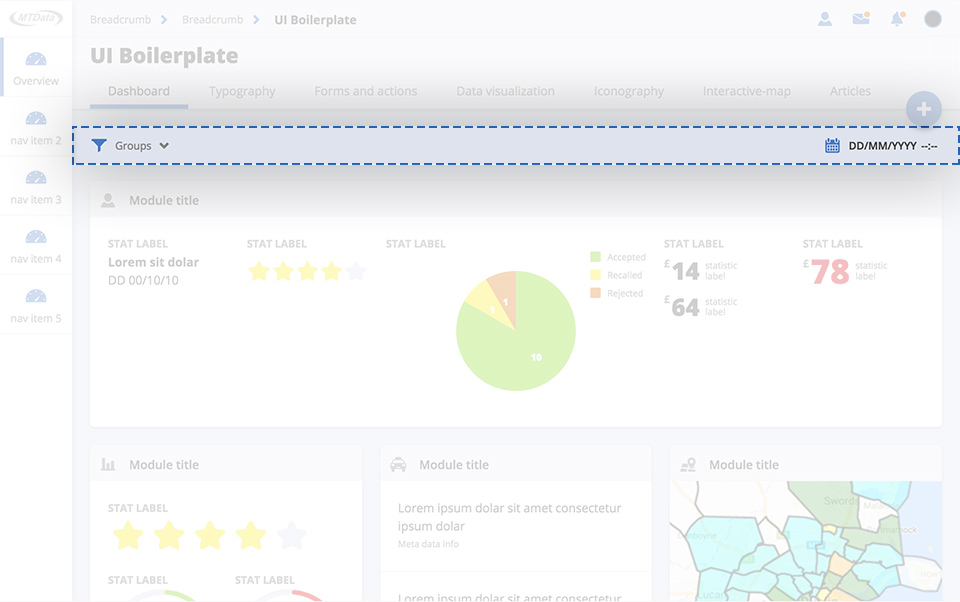 MTData
Breadcrumb Breadcrumb UI Boilerplate
UI Boilerplate
Overview
nav item 2
nav item 3
nav item 4
nav item 5
Dashboard Typography Forms and actions Data visualization Iconography Interactive-map Articles
Groups DD/MM/YYYY --:--
Module title
STAT LABEL
Lorem sit dolar
DD 00/10/10
STAT LABEL
STAT LABEL
10
1
1
Accepted
Recalled
Rejected
STAT LABEL
£14 statistic
label
£64 statistic
label
STAT LABEL
£78 statistic
label
Module title
STAT LABEL
STAT LABEL STAT LABEL
Module title
Lorem ipsum dolor sit amet consectetur
ipsum dolor
Meta data info
Lorem ipsum dolor sit amet consectetur
Module title
Swords
Lucan